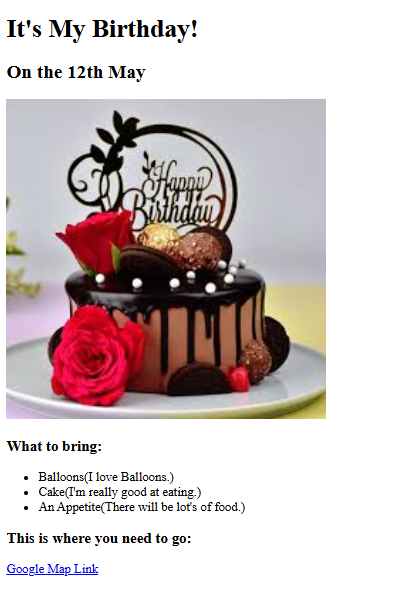 It's My Birthday!
On the 12th May
Happy
Birthday
What to bring:
Balloons(I love Balloons.)
Cake(I'm really good at eating.)
An Appetite(There will be lot's of food.)
This is where you need to go:
Google Map Link